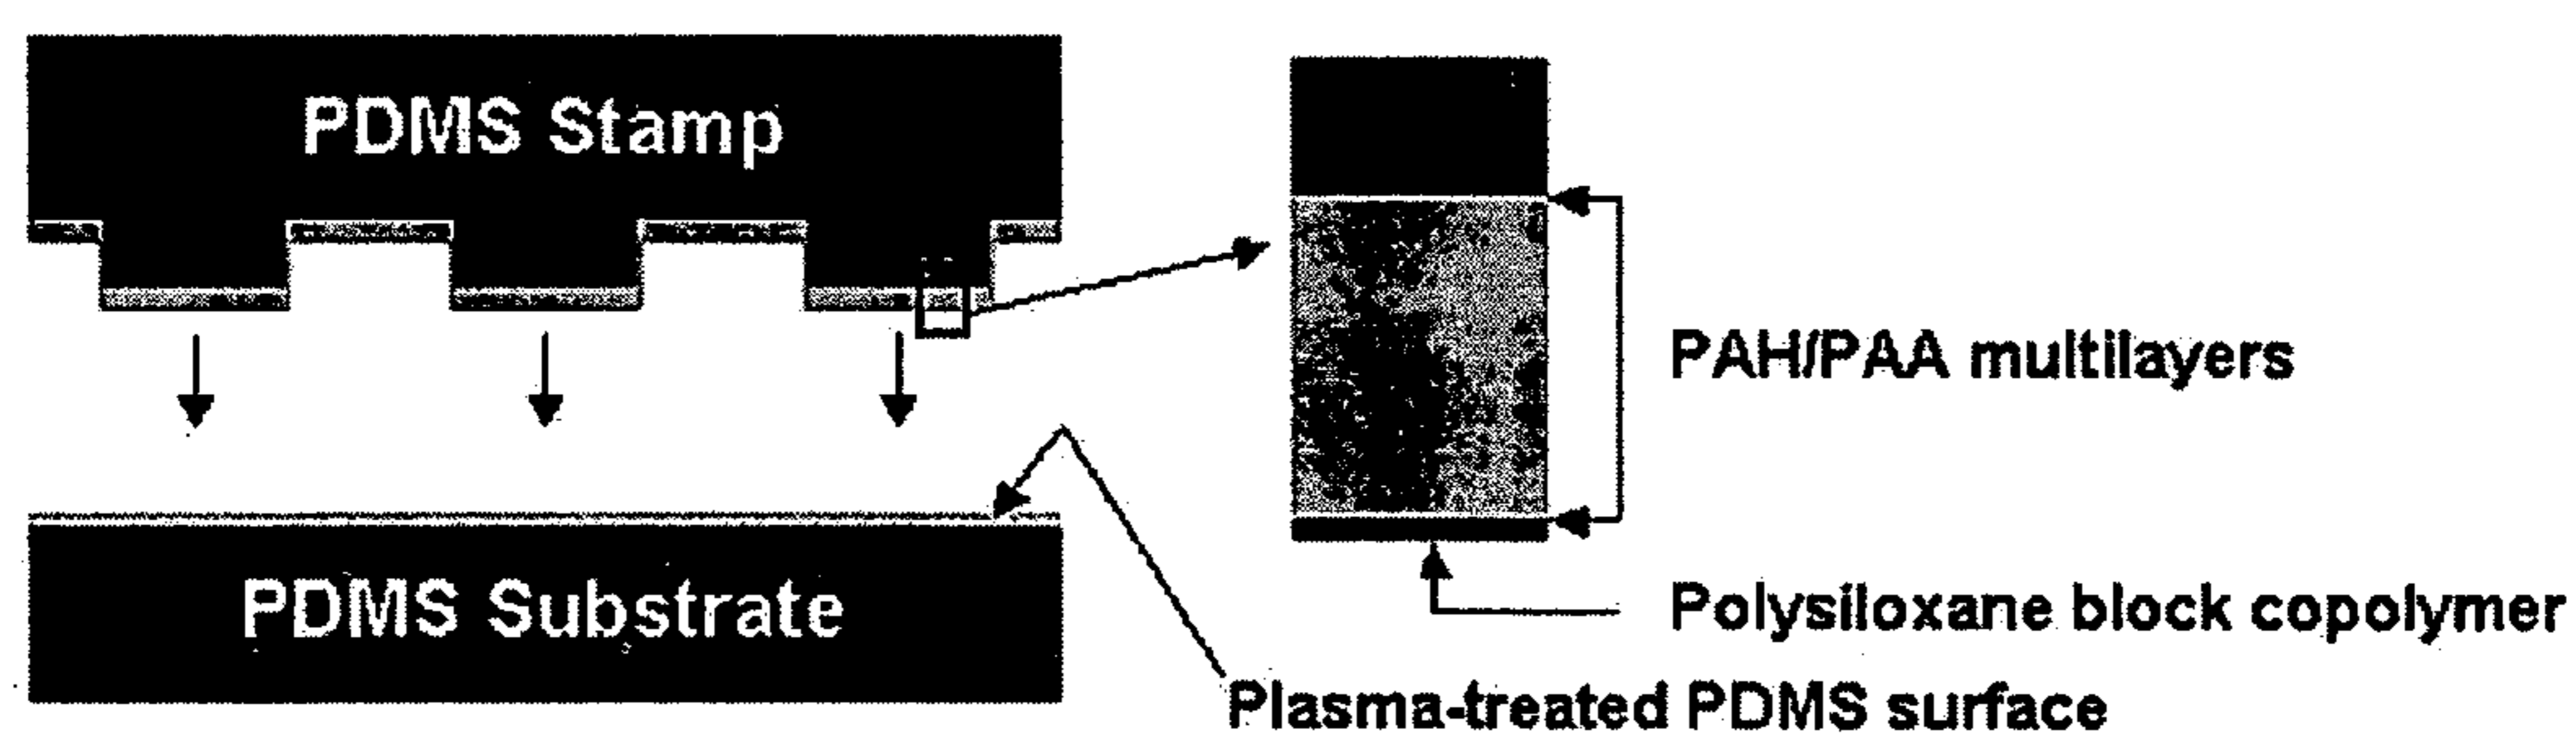 PDMS Stamp
PAH/PAA multilayers
PDMS Substrate
Polysiloxane block copolymer
Plasma-treated PDMS surface